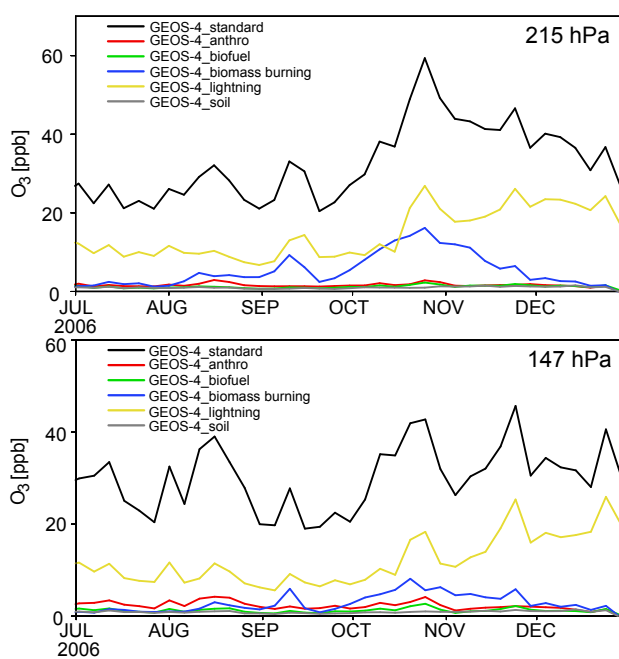 215 hPa
GEOS-4_standard
GEOS-4_anthro
GEOS-4_biofuel
GEOS-4_biomass burning
GEOS-4_lightning
GEOS-4_soil
O3 [ppb]
60
40
20
0
JUL AUG SEP OCT NOV DEC
2006
147 hPa
GEOS-4_standard
GEOS-4_anthro
GEOS-4_biofuel
GEOS-4_biomass burning
GEOS-4_lightning
GEOS-4_soil
O3 [ppb]
60
40
20
0
JUL AUG SEP OCT NOV DEC
2006